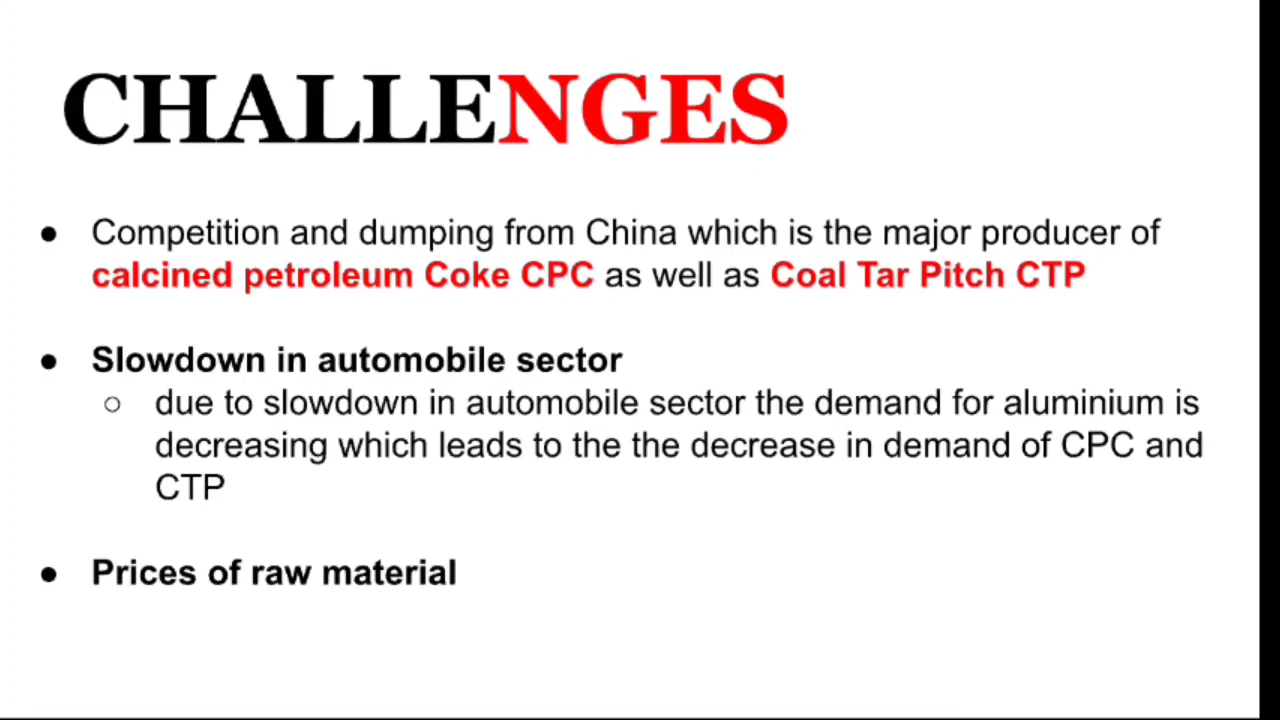 CHALLENGES
● Competition and dumping from China which is the major producer of
calcined petroleum Coke CPC as well as Coal Tar Pitch CTP
● Slowdown in automobile sector
○ due to slowdown in automobile sector the demand for aluminium is
decreasing which leads to the the decrease in demand of CPC and
CTP
● Prices of raw material